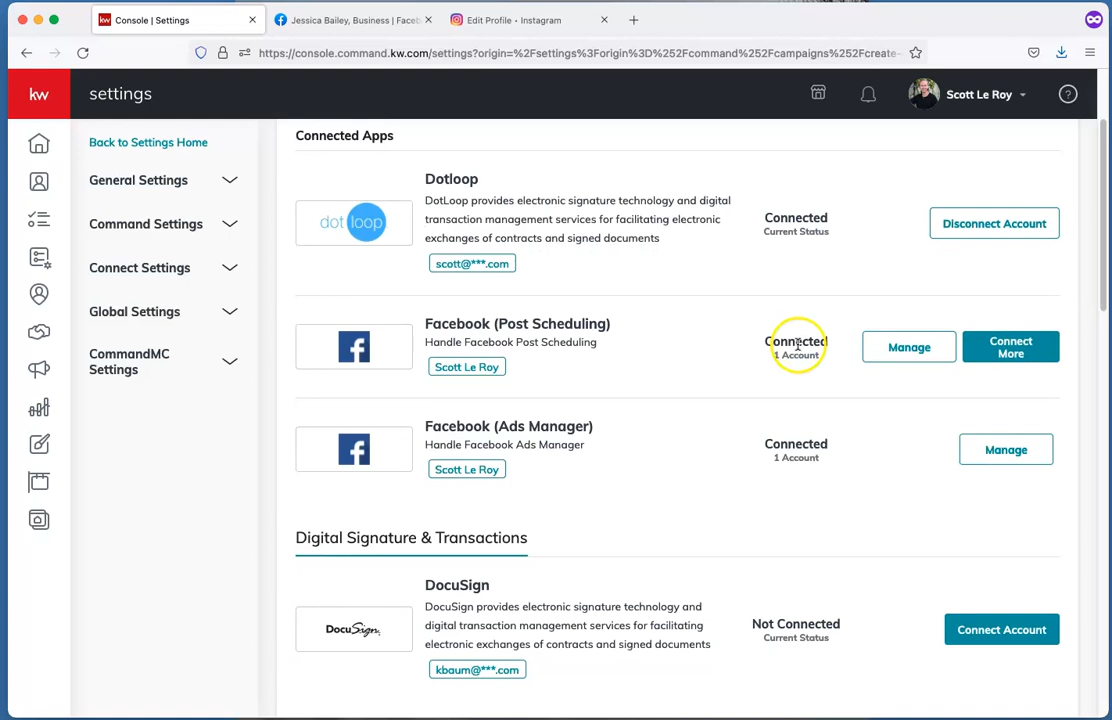 Console | Settings
Jessica Bailey, Business | Faceb
Edit Profile • Instagram
https://console.command.kw.com/settings?origin=%2Fsettings%3Forigin%3D%252Fcommand%252Fcampaigns%252Fcreate-
kw
settings
Scott Le Roy
?
Back to Settings Home
General Settings
Command Settings
Connect Settings
Global Settings
CommandMC
Settings
Connected Apps
dotloop
Dotloop
DotLoop provides electronic signature technology and digital
transaction management services for facilitating electronic
exchanges of contracts and signed documents
scott@***.com
Connected
Current Status
Disconnect Account
f
Facebook (Post Scheduling)
Handle Facebook Post Scheduling
Scott Le Roy
Connected
1 Account
Manage
Connect
More
f
Facebook (Ads Manager)
Handle Facebook Ads Manager
Scott Le Roy
Connected
1 Account
Manage
Digital Signature & Transactions
DocuSign
DocuSign
DocuSign provides electronic signature technology and
digital transaction management services for facilitating
electronic exchanges of contracts and signed documents
kbaum@***.com
Not Connected
Current Status
Connect Account